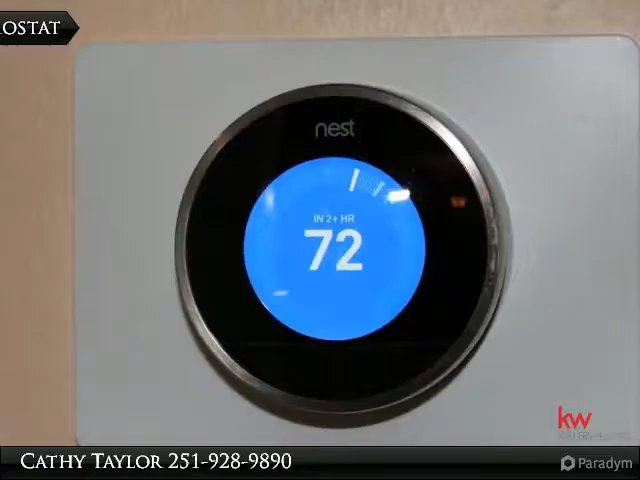 OSTAT
nest
IN 2+ HR
72
kw
CATHY TAYLOR 251-928-9890
Paradym